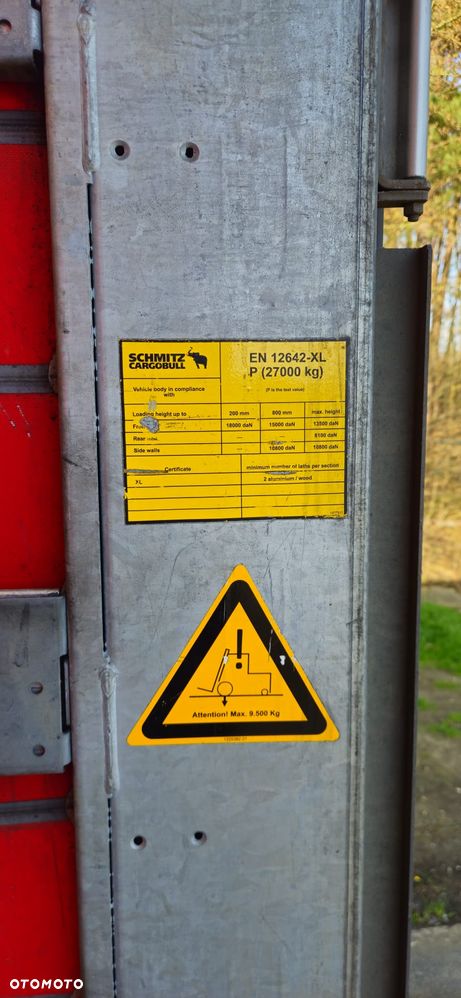 SCHMITZ
CARGOBULL
EN 12642-XL
P (27000 kg)
Vehicle body in compliance
with
(P is the test value)
Loading height up to 200 mm 800 mm max. height
18000 daN 15000 daN 13500 daN
Rear — — 8100 daN
Side walls — 10800 daN 10800 daN
Certificate minimum number of laths per section
XL 2 aluminium / wood
Attention! Max. 9.500 Kg
OTOMOTO